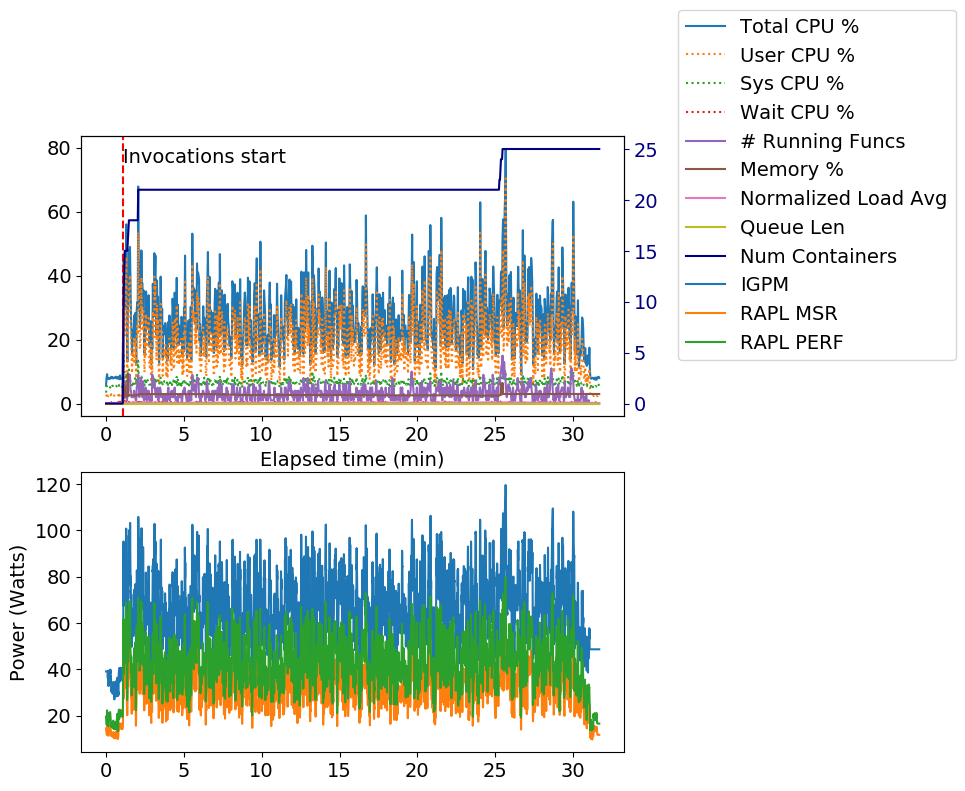 Total CPU %
User CPU %
Sys CPU %
Wait CPU %
# Running Funcs
Memory %
Normalized Load Avg
Queue Len
Num Containers
IGPM
RAPL MSR
RAPL PERF
Invocations start
80
60
40
20
0
25
20
15
10
5
0
0 5 10 15 20 25 30
Elapsed time (min)
Power (Watts)
120
100
80
60
40
20
0 5 10 15 20 25 30